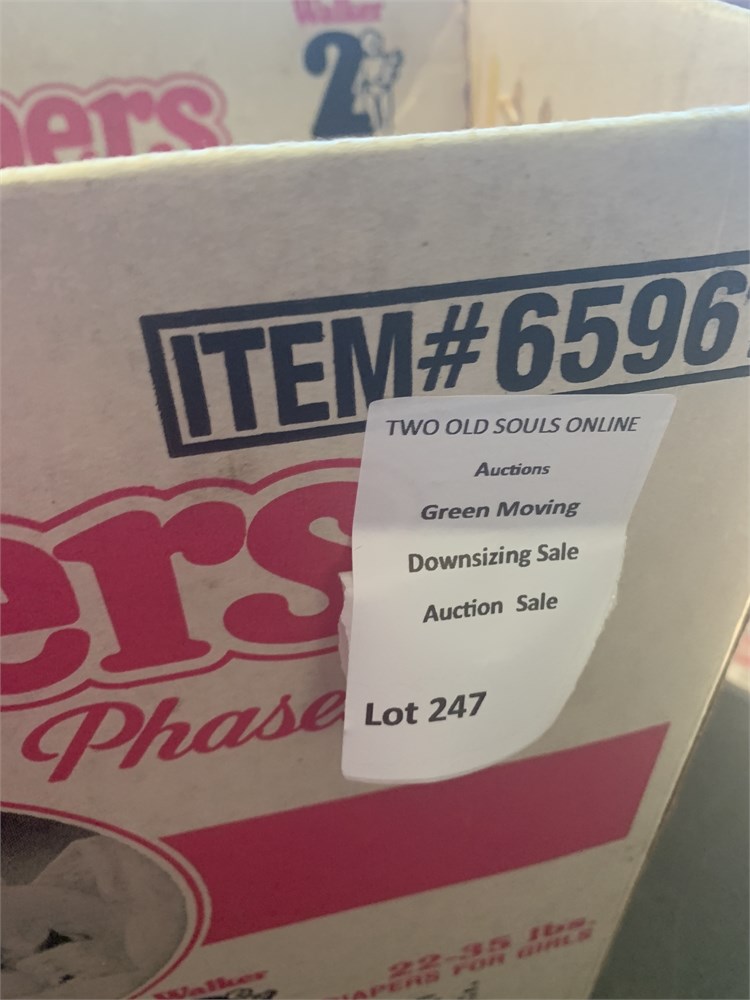 Walker
2
ers
ITEM#6596
TWO OLD SOULS ONLINE
Auctions
Green Moving
Downsizing Sale
Auction Sale
Lot 247
ers
Phase
22-35 lbs.
DIAPERS FOR GIRLS
Walker